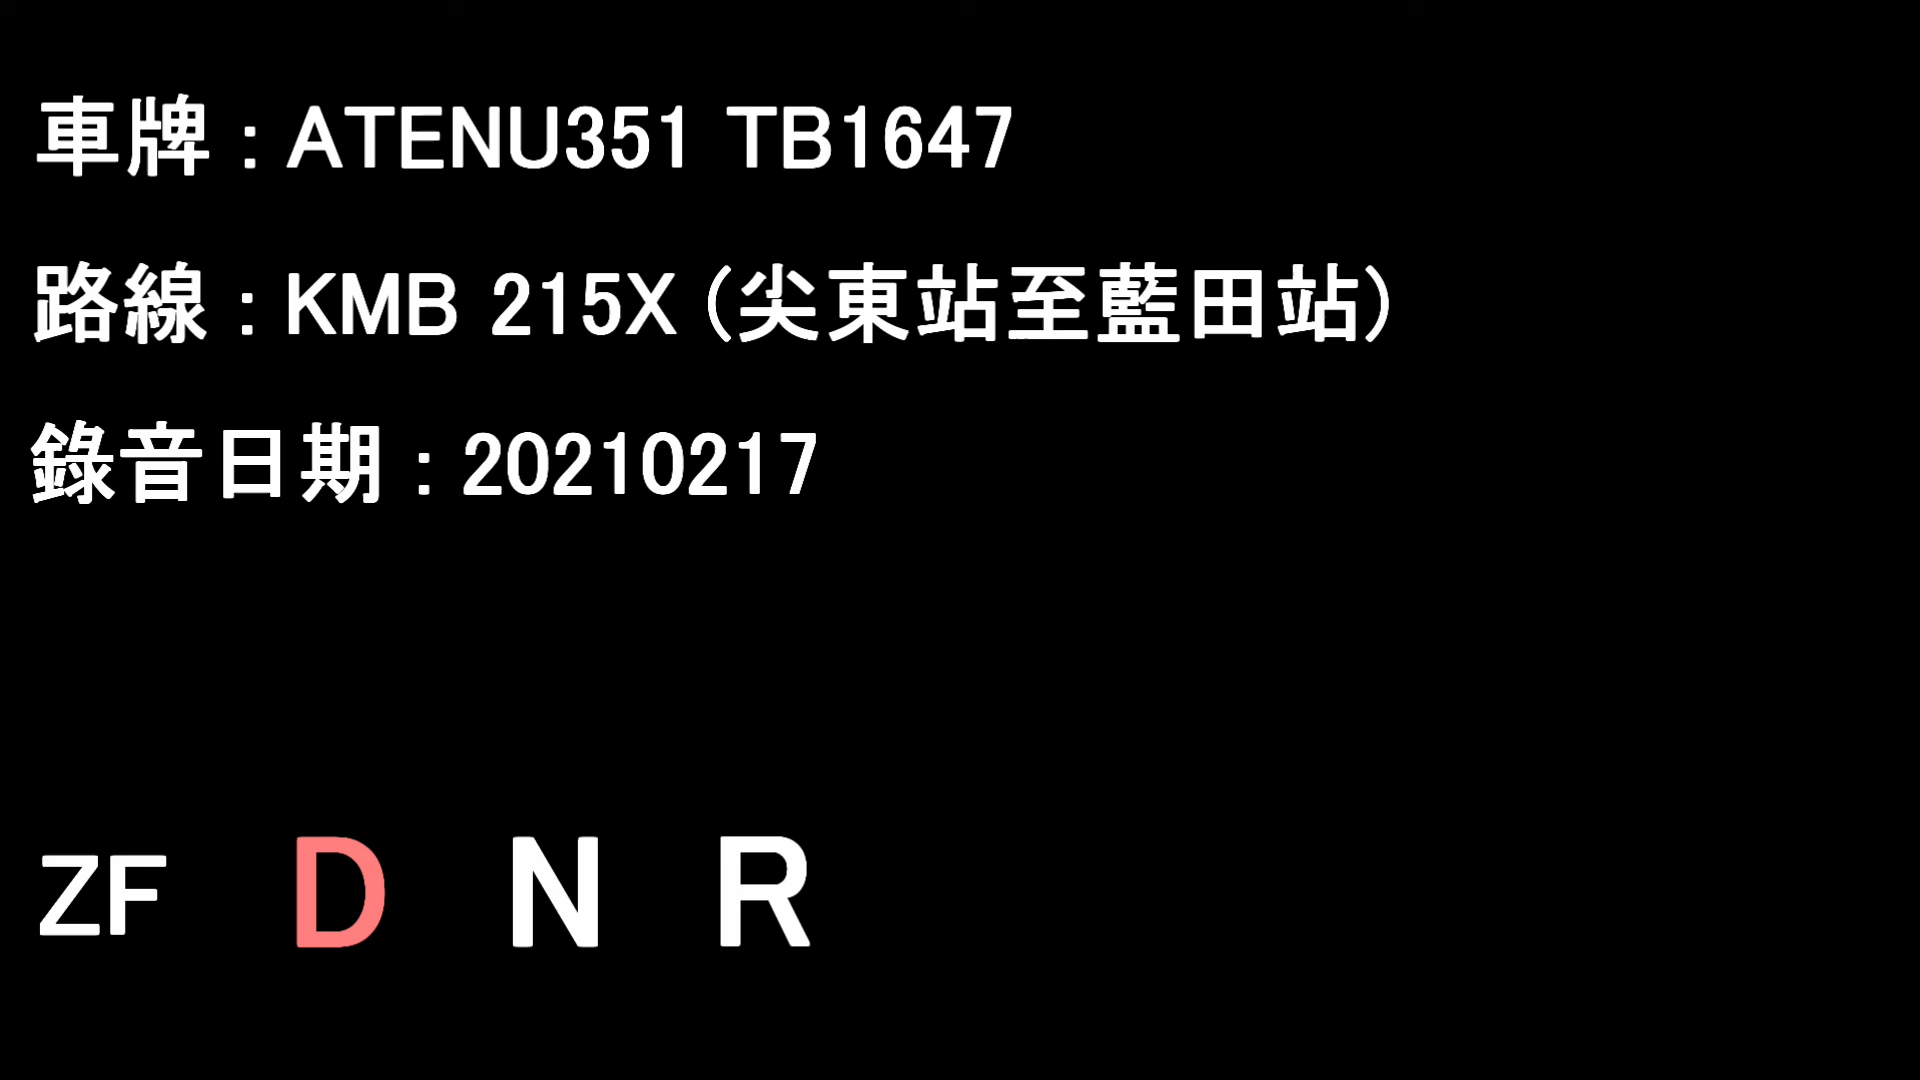 車牌 : ATENU351 TB1647
路線 : KMB 215X (尖東站至藍田站)
錄音日期 : 20210217
ZF D N R